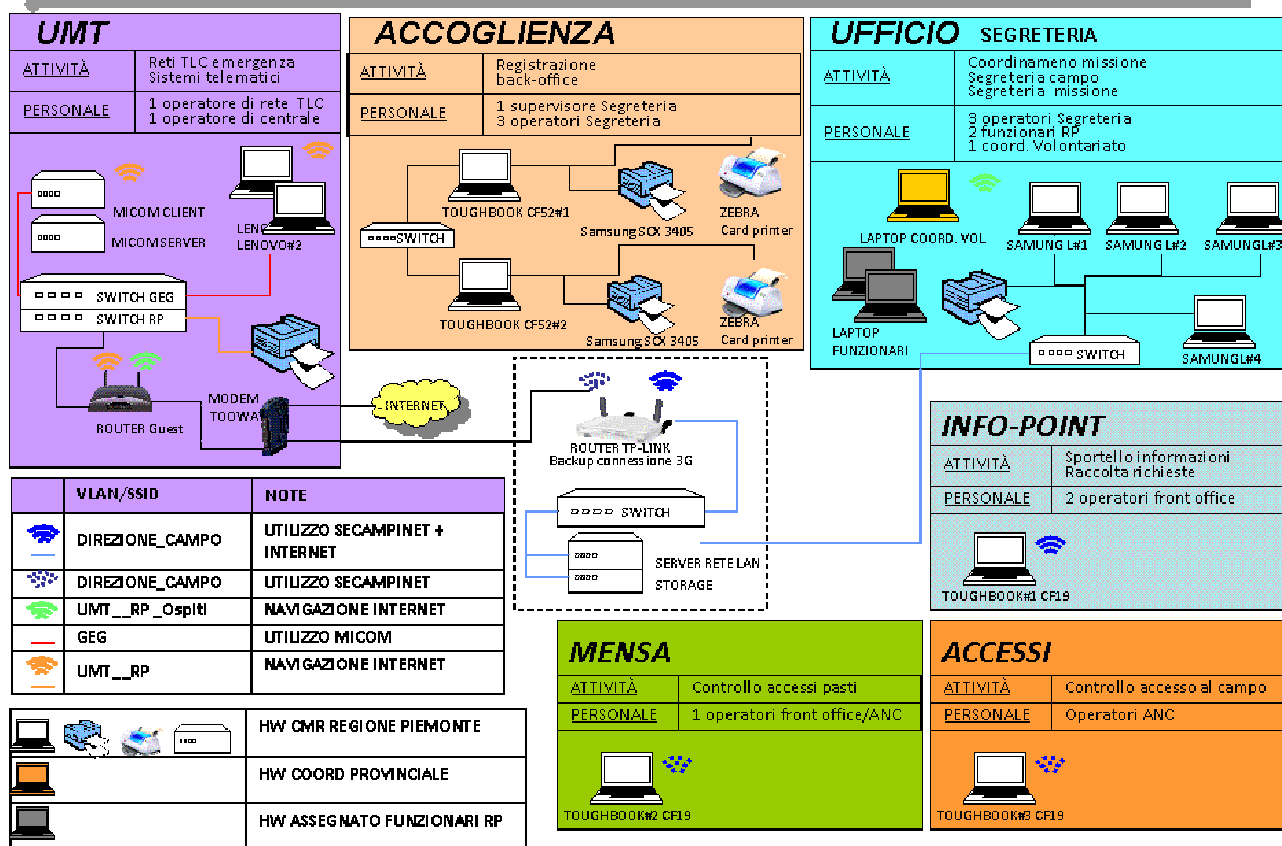 UMT
ATTIVITÀ
Reti TLC emergenza
Sistemi telematici
PERSONALE
1 operatore di rete TLC
1 operatore di centrale
MICOM CLIENT
MICOM SERVER
LENOVO#2
SWITCH GEG
SWITCH RP
ROUTER Guest
MODEM
TOOWA
INTERNET
ACCOGLIENZA
ATTIVITÀ
Registrazione
back-office
PERSONALE
1 supervisore Segreteria
3 operatori Segreteria
TOUGHBOOK CF52#1
SWITCH
Samsung SCX 3405
ZEBRA
Card printer
TOUGHBOOK CF52#2
Samsung SCX 3405
ZEBRA
Card printer
UFFICIO SEGRETERIA
ATTIVITÀ
Coordinameno missione
Segreteria campo
Segreteria missione
PERSONALE
3 operatori Segreteria
2 funzionari RP
1 coord. Volontariato
LAPTOP COORD. VOL
SAMUNG L#1
SAMUNG L#2
SAMUNGL#3
LAPTOP
FUNZIONARI
SWITCH
SAMUNGL#4
ROUTER TP-LINK
Backup connessione 3G
SWITCH
SERVER RETE LAN
STORAGE
INFO-POINT
ATTIVITÀ
Sportello informazioni
Raccolta richieste
PERSONALE
2 operatori front office
TOUGHBOOK#1 CF19
VLAN/SSID
NOTE
DIREZIONE_CAMPO
UTILIZZO SECAMPINET +
INTERNET
DIREZIONE_CAMPO
UTILIZZO SECAMPINET
UMT__RP_Ospiti
NAVIGAZIONE INTERNET
GEG
UTILIZZO MICOM
UMT__RP
NAVIGAZIONE INTERNET
HW CMR REGIONE PIEMONTE
HW COORD PROVINCIALE
HW ASSEGNATO FUNZIONARI RP
MENSA
ATTIVITÀ
Controllo accessi pasti
PERSONALE
1 operatori front office/ANC
TOUGHBOOK#2 CF19
ACCESSI
ATTIVITÀ
Controllo accesso al campo
PERSONALE
Operatori ANC
TOUGHBOOK#3 CF19